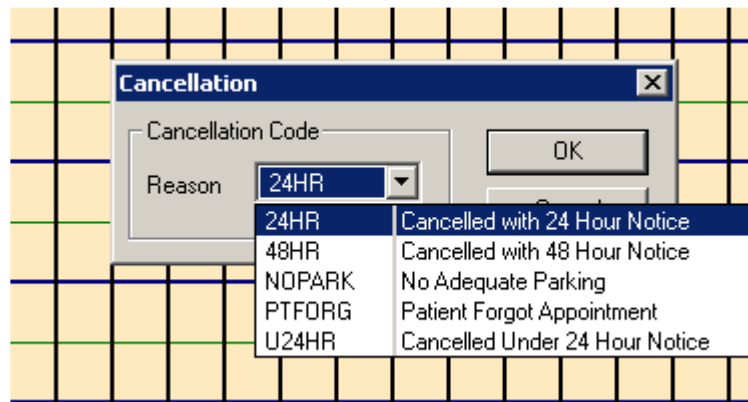 Cancellation
Cancellation Code
OK
Reason 24HR
24HR Cancelled with 24 Hour Notice
48HR Cancelled with 48 Hour Notice
NOPARK No Adequate Parking
PTFORG Patient Forgot Appointment
U24HR Cancelled Under 24 Hour Notice